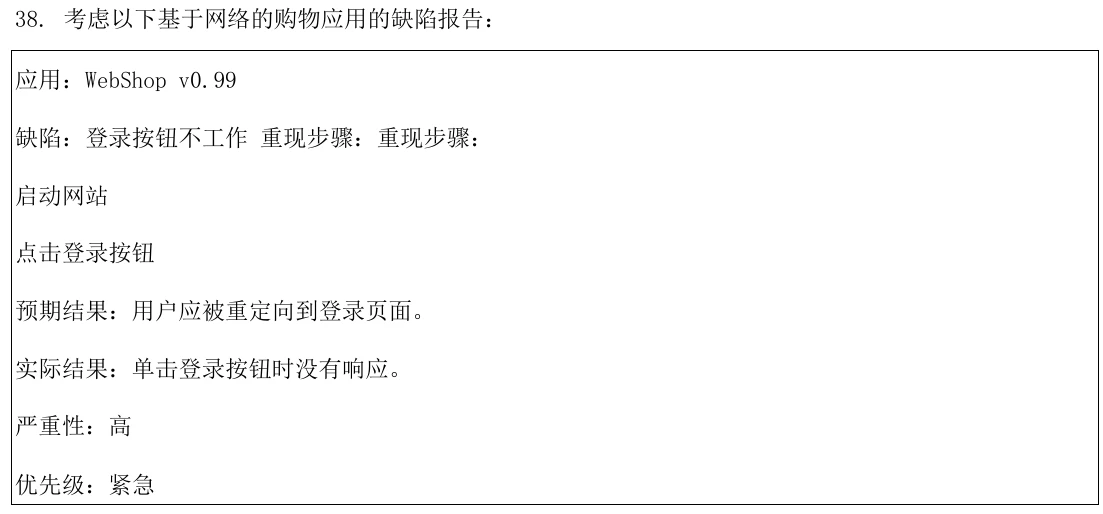 38. 考虑以下基于网络的购物应用的缺陷报告：
应用：WebShop v0.99
缺陷：登录按钮不工作 重现步骤：重现步骤：
启动网站
点击登录按钮
预期结果：用户应被重定向到登录页面。
实际结果：单击登录按钮时没有响应。
严重性：高
优先级：紧急